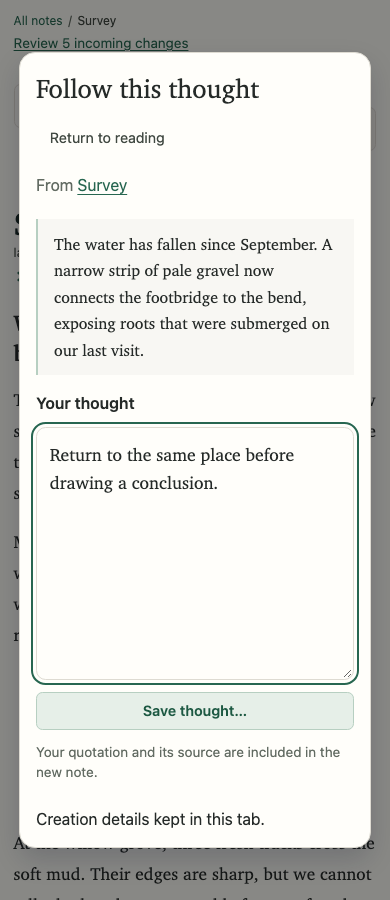 All notes / Survey
Review 5 incoming changes
Follow this thought
Return to reading
From Survey
The water has fallen since September. A
narrow strip of pale gravel now
connects the footbridge to the bend,
exposing roots that were submerged on
our last visit.
Your thought
Return to the same place before
drawing a conclusion.
Save thought...
Your quotation and its source are included in the
new note.
Creation details kept in this tab.
soft mud. Their edges are sharp, but we cannot